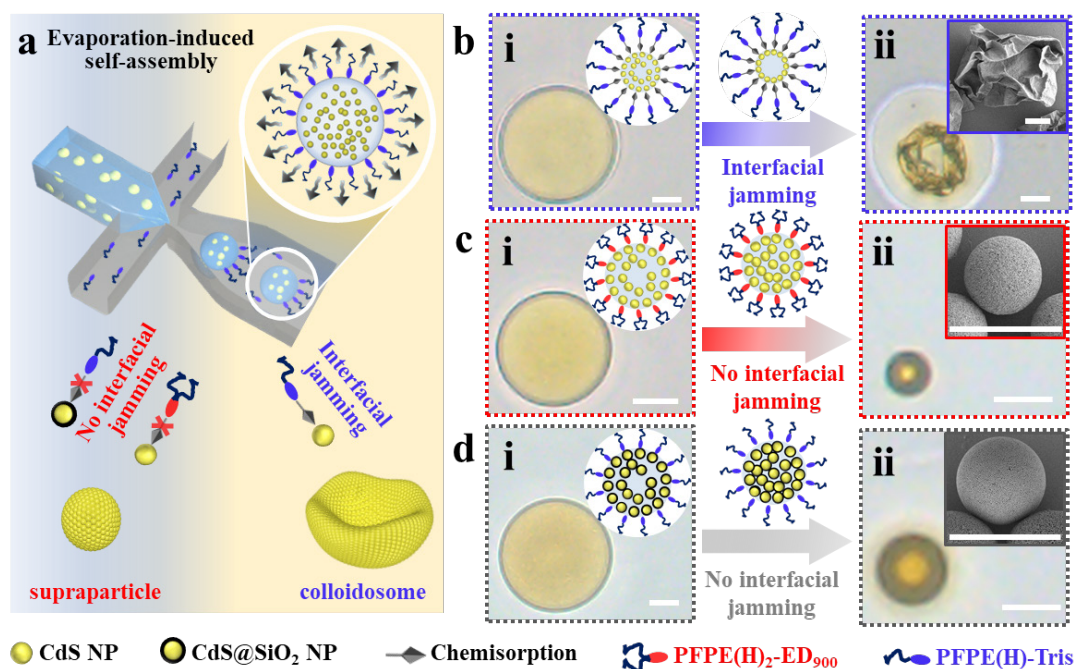 a
Evaporation-induced
self-assembly
No interfacial
jamming
Interfacial
jamming
supraparticle
colloidosome
b
i
Interfacial
jamming
ii
c
i
No interfacial
jamming
ii
d
i
No interfacial
jamming
ii
CdS NP
CdS@SiO₂ NP
Chemisorption
PFPE(H)₂-ED₉₀₀
PFPE(H)-Tris